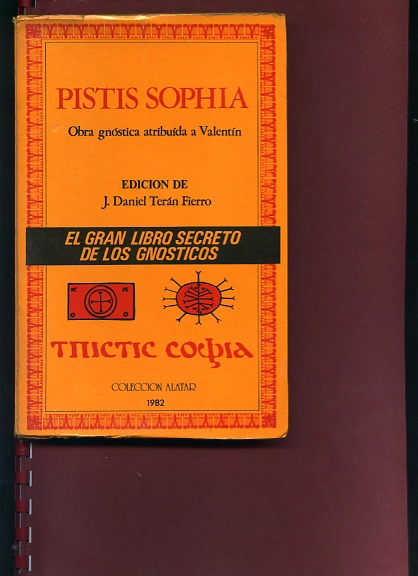 PISTIS SOPHIA
Obra gnóstica atribuída a Valentín
EDICION DE
J. Daniel Terán Fierro
EL GRAN LIBRO SECRETO
DE LOS GNOSTICOS
ⲧⲡⲓⲥⲧⲓⲥ ⲥⲟⲫⲓⲁ
COLECCION ALATAR
1982